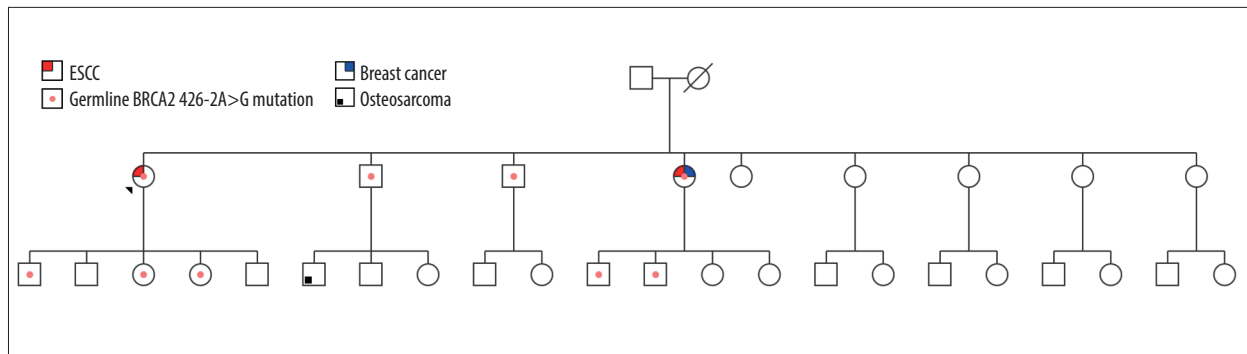 ESCC
Breast cancer
Germline BRCA2 426-2A>G mutation
Osteosarcoma